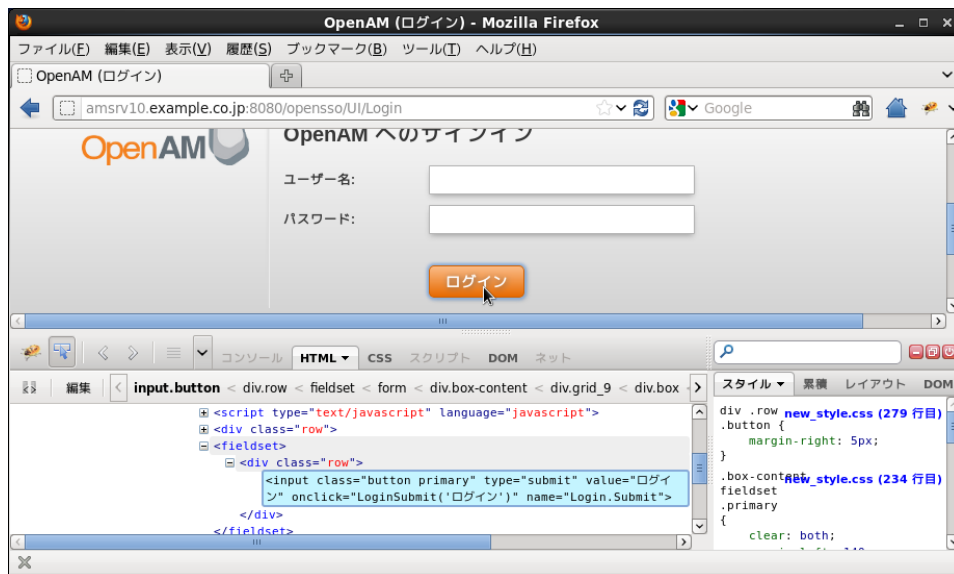 OpenAM (ログイン) - Mozilla Firefox
ファイル(F) 編集(E) 表示(V) 履歴(S) ブックマーク(B) ツール(T) ヘルプ(H)
OpenAM (ログイン)
amsrv10.example.co.jp:8080/opensso/UI/Login
Google
OpenAM
OpenAM へのサインイン
ユーザー名:
パスワード:
ログイン
コンソール HTML CSS スクリプト DOM ネット
編集 input.button < div.row < fieldset < form < div.box-content < div.grid_9 < div.box
<script type="text/javascript" language="javascript">
<div class="row">
<fieldset>
<div class="row">
<input class="button primary" type="submit" value="ログイ
ン" onclick="LoginSubmit('ログイン')" name="Login.Submit">
</div>
</fieldset>
スタイル 累積 レイアウト DOM
div .row new_style.css (279 行目)
.button {
margin-right: 5px;
}
.box-content new_style.css (234 行目)
fieldset
.primary
{
clear: both;